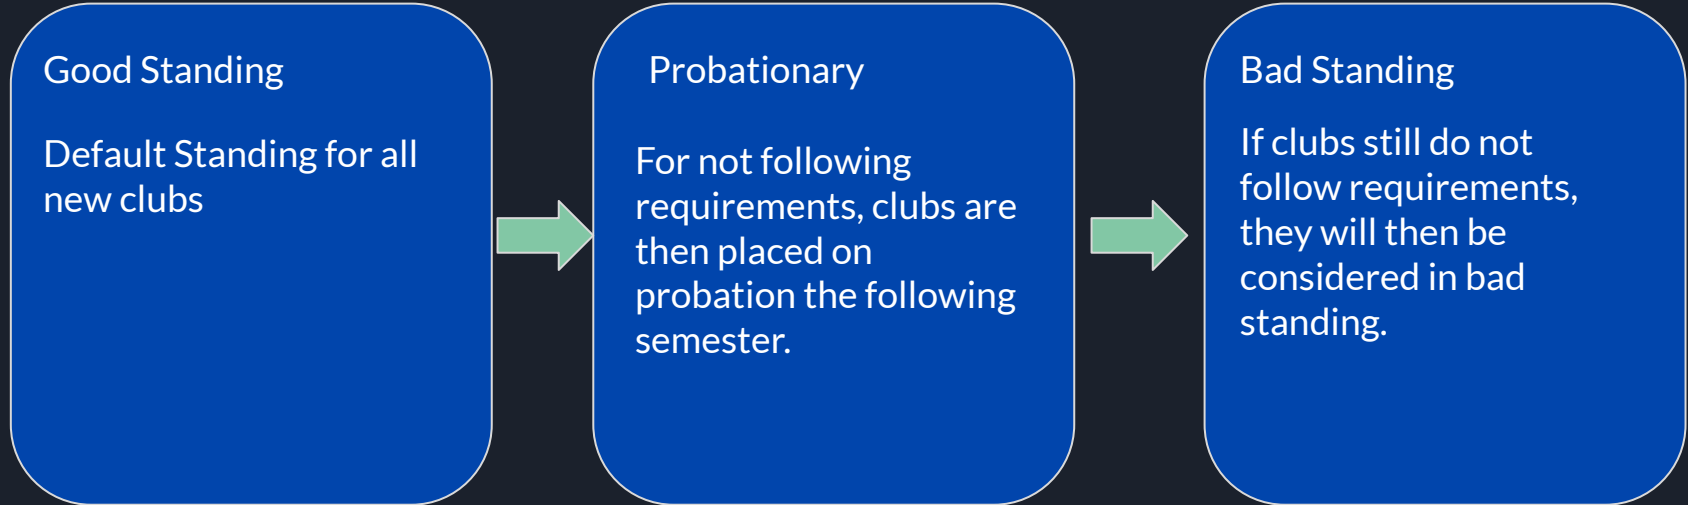 Good Standing
Default Standing for all
new clubs
Probationary
For not following
requirements, clubs are
then placed on
probation the following
semester.
Bad Standing
If clubs still do not
follow requirements,
they will then be
considered in bad
standing.